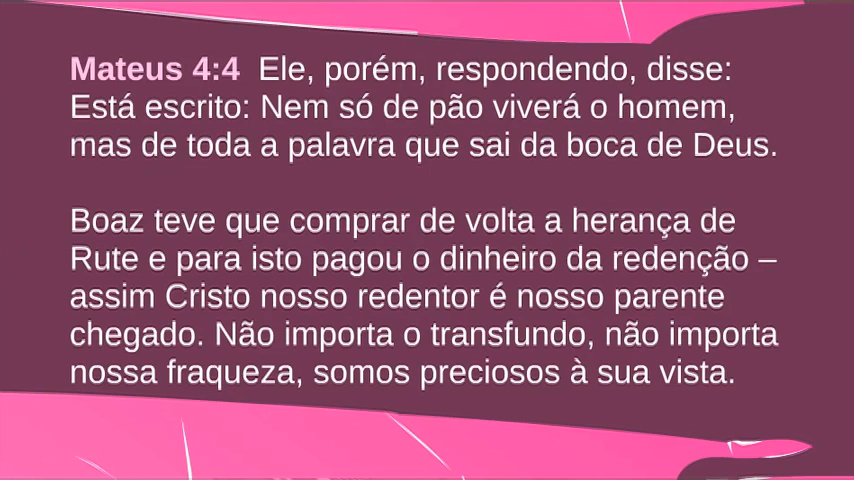 Mateus 4:4 Ele, porém, respondendo, disse:
Está escrito: Nem só de pão viverá o homem,
mas de toda a palavra que sai da boca de Deus.
Boaz teve que comprar de volta a herança de
Rute e para isto pagou o dinheiro da redenção –
assim Cristo nosso redentor é nosso parente
chegado. Não importa o transfundo, não importa
nossa fraqueza, somos preciosos à sua vista.